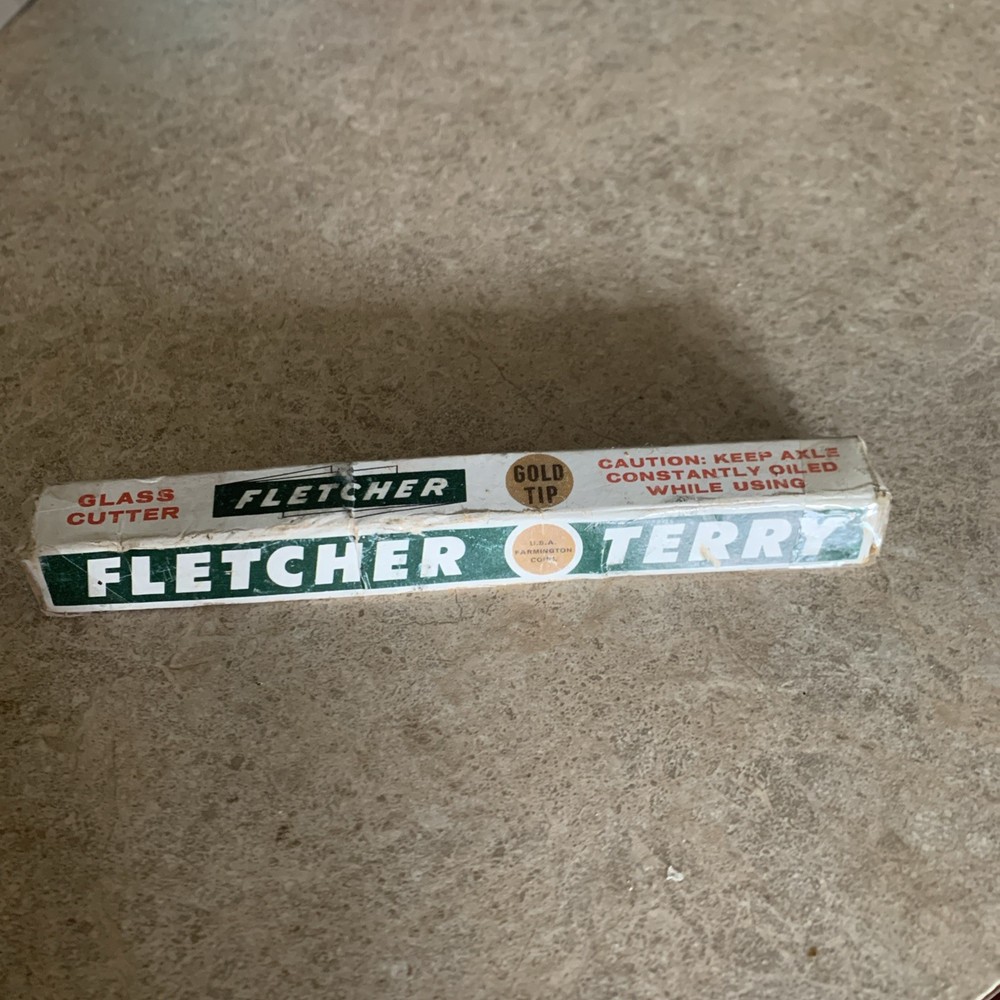 GLASS
CUTTER
FLETCHER
GOLD
TIP
CAUTION: KEEP AXLE
CONSTANTLY OILED
WHILE USING
FLETCHER
U.S.A.
FARMINGTON
CONN.
TERRY